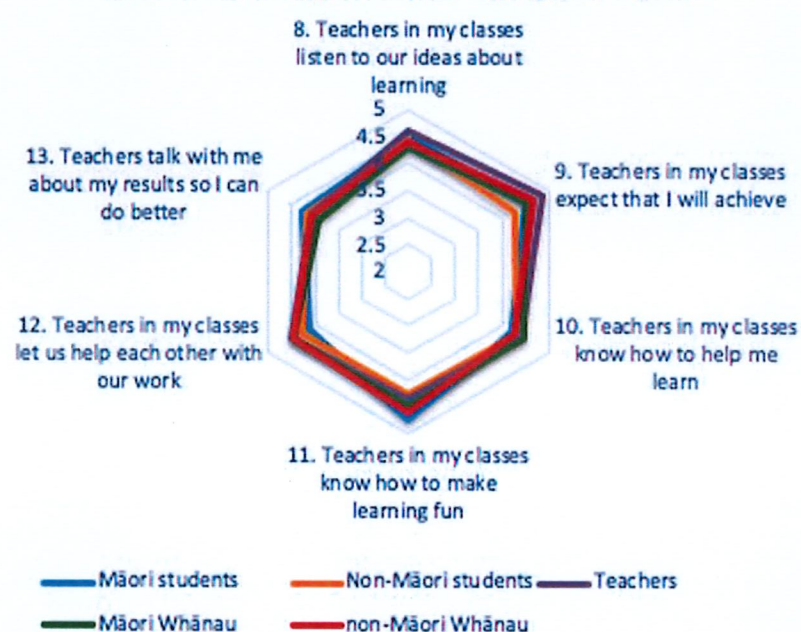 8. Teachers in my classes
listen to our ideas about
learning
5
4.5
3.5
3
2.5
2
13. Teachers talk with me
about my results so I can
do better
9. Teachers in my classes
expect that I will achieve
12. Teachers in my classes
let us help each other with
our work
10. Teachers in my classes
know how to help me
learn
11. Teachers in my classes
know how to make
learning fun
Māori students
Non-Māori students
Teachers
Māori Whānau
non-Māori Whānau